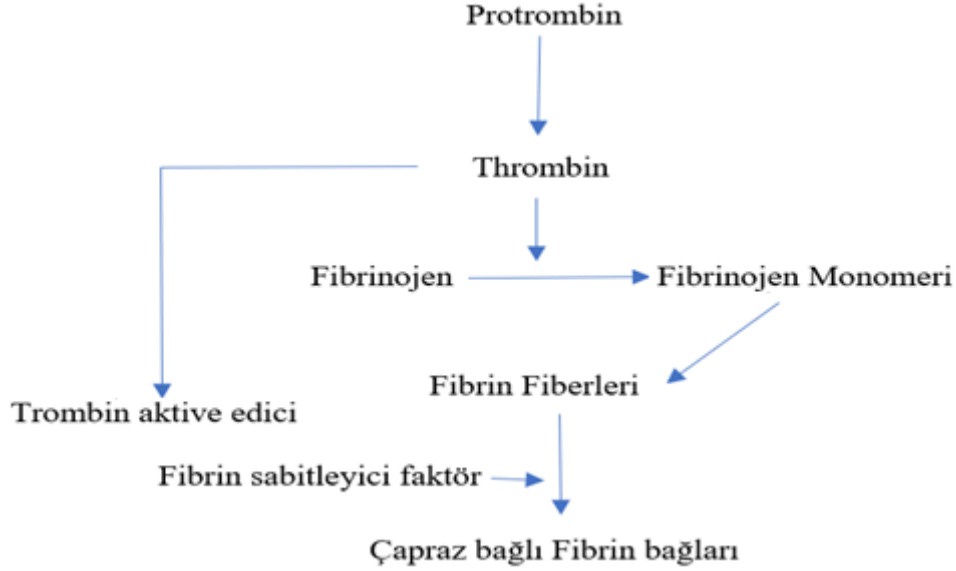 Protrombin
Thrombin
Fibrinojen
Fibrinojen Monomeri
Fibrin Fiberleri
Trombin aktive edici
Fibrin sabitleyici faktör
Çapraz bağlı Fibrin bağları